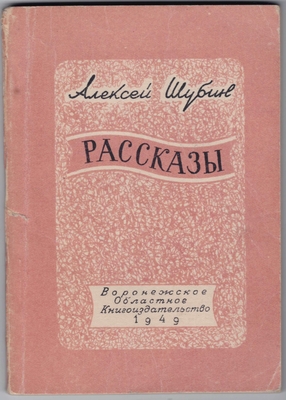 Алексей Шубин
РАССКАЗЫ
Воронежское
Областное
Книгоиздательство
1949